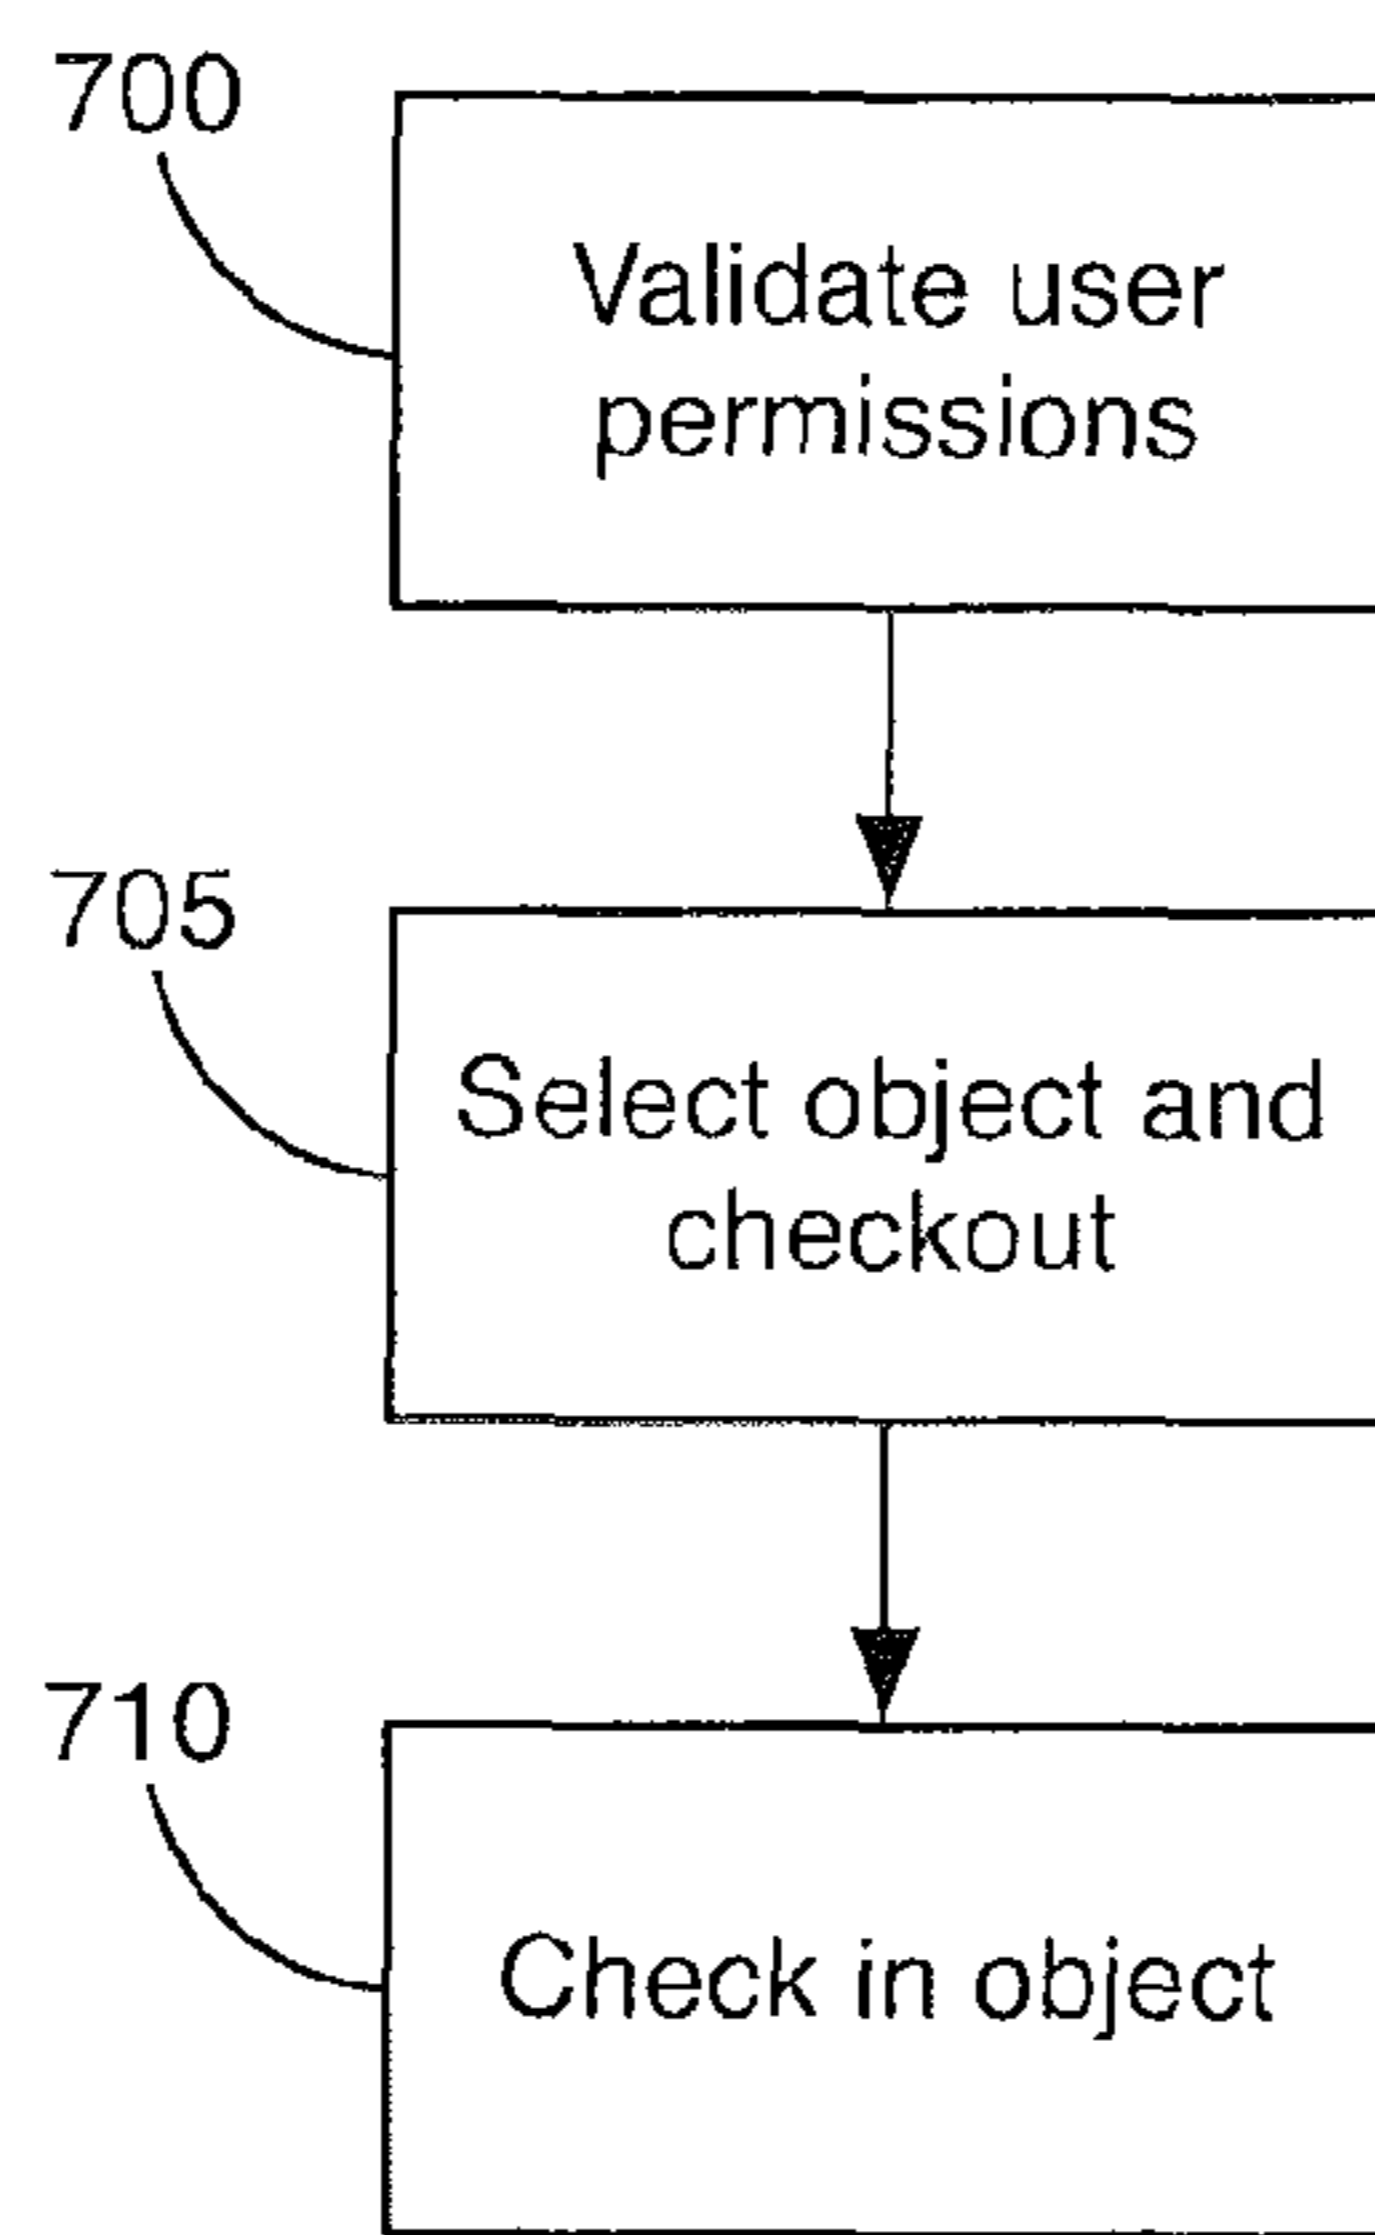 700
Validate user
permissions
705
Select object and
checkout
710
Check in object